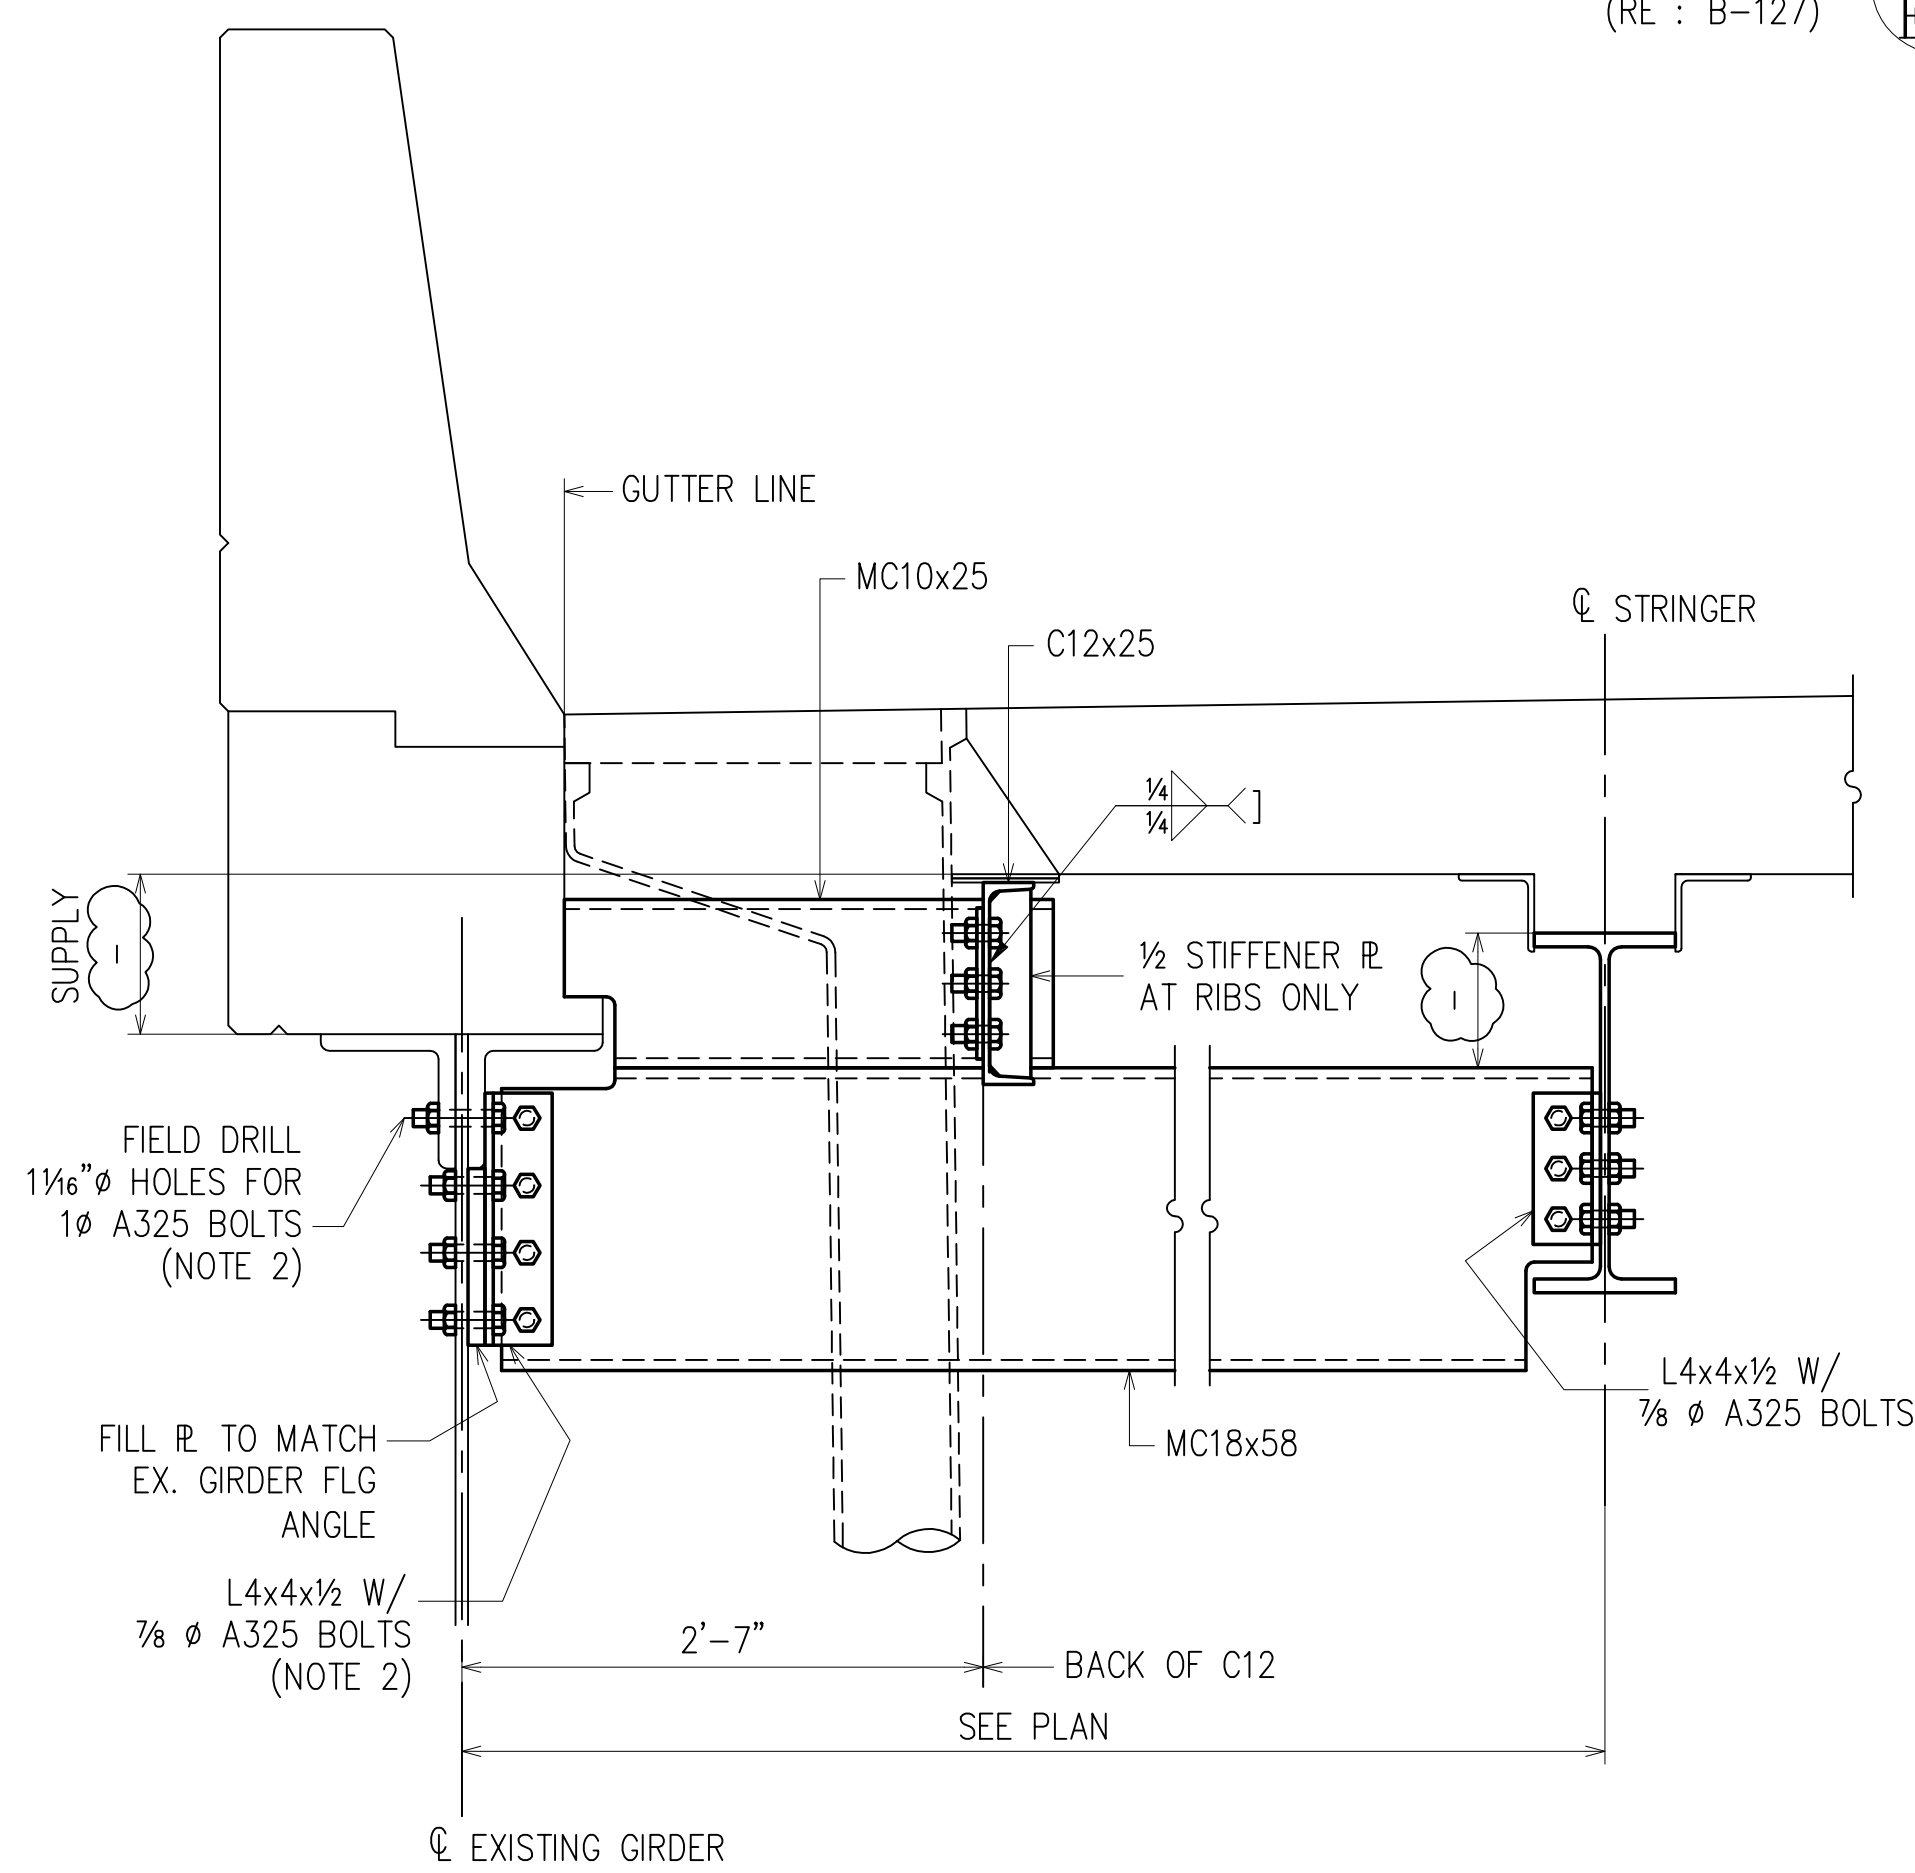 (RE : B-127)
GUTTER LINE
MC10x25
℄ STRINGER
C12x25
¼
¼
SUPPLY
1
½ STIFFENER ⅊
AT RIBS ONLY
1
FIELD DRILL
1 1/16"ø HOLES FOR
1ø A325 BOLTS
(NOTE 2)
L4x4x½ W/
⅞ ø A325 BOLTS
FILL ⅊ TO MATCH
EX. GIRDER FLG
ANGLE
MC18x58
L4x4x½ W/
⅞ ø A325 BOLTS
(NOTE 2)
2'-7"
BACK OF C12
SEE PLAN
℄ EXISTING GIRDER